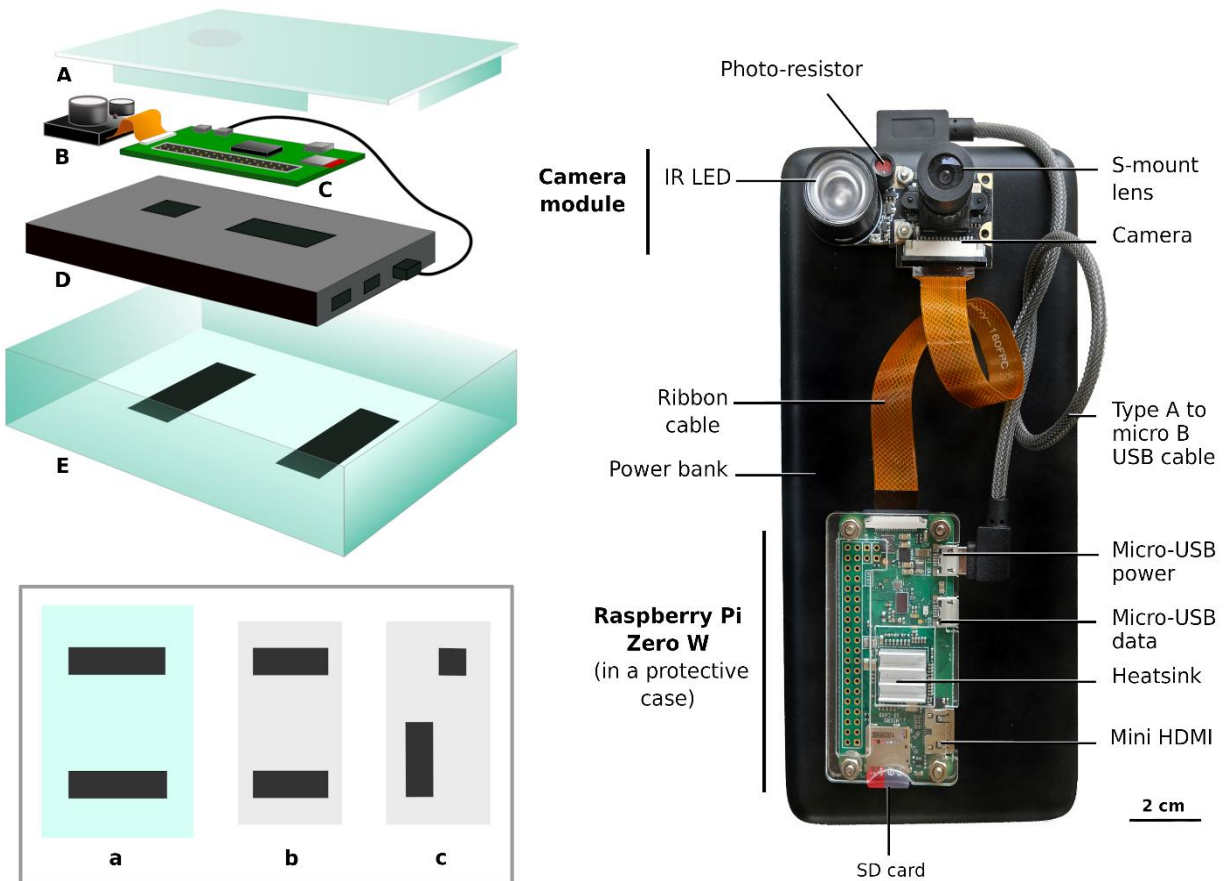 A
B
C
D
E
a
b
c
Photo-resistor
Camera
module
IR LED
S-mount
lens
Camera
Ribbon
cable
Power bank
Type A to
micro B
USB cable
Raspberry Pi
Zero W
(in a protective
case)
Micro-USB
power
Micro-USB
data
Heatsink
Mini HDMI
2 cm
SD card